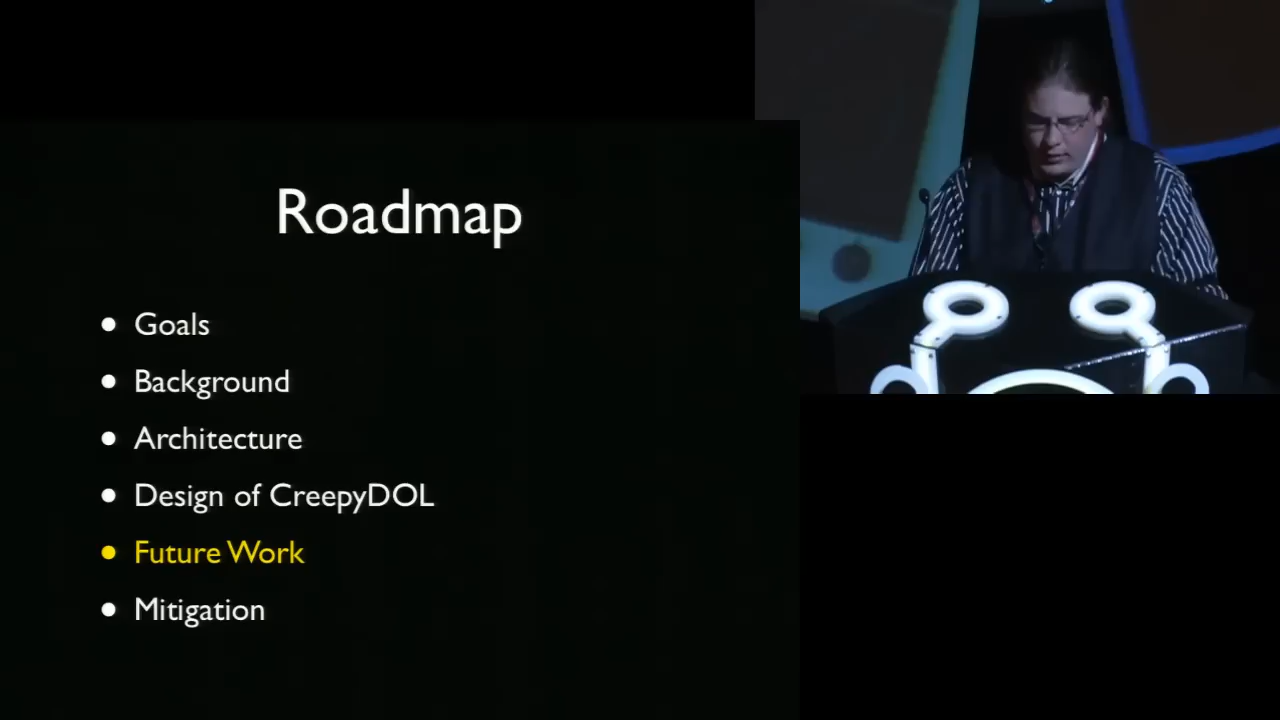 Roadmap
Goals
Background
Architecture
Design of CreepyDOL
Future Work
Mitigation